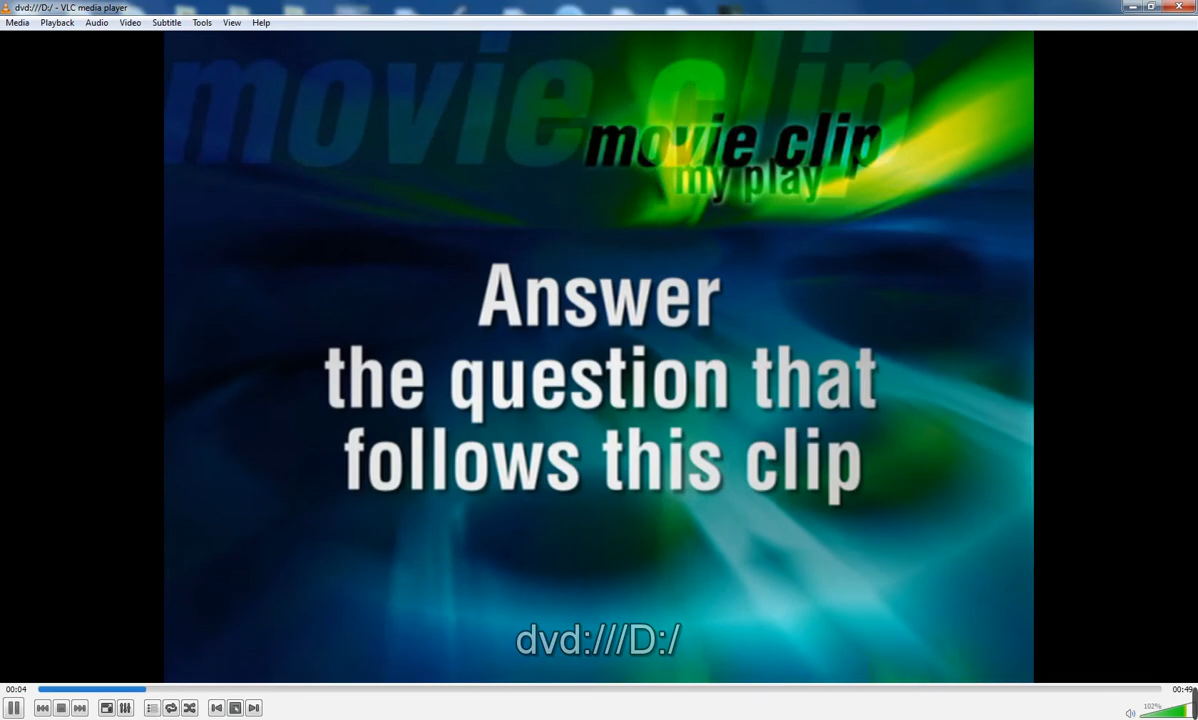 dvd:///D:/ - VLC media player
Media Playback Audio Video Subtitle Tools View Help
movie clip
movie clip
my play
Answer
the question that
follows this clip
dvd:///D:/
00:04
00:49
102%